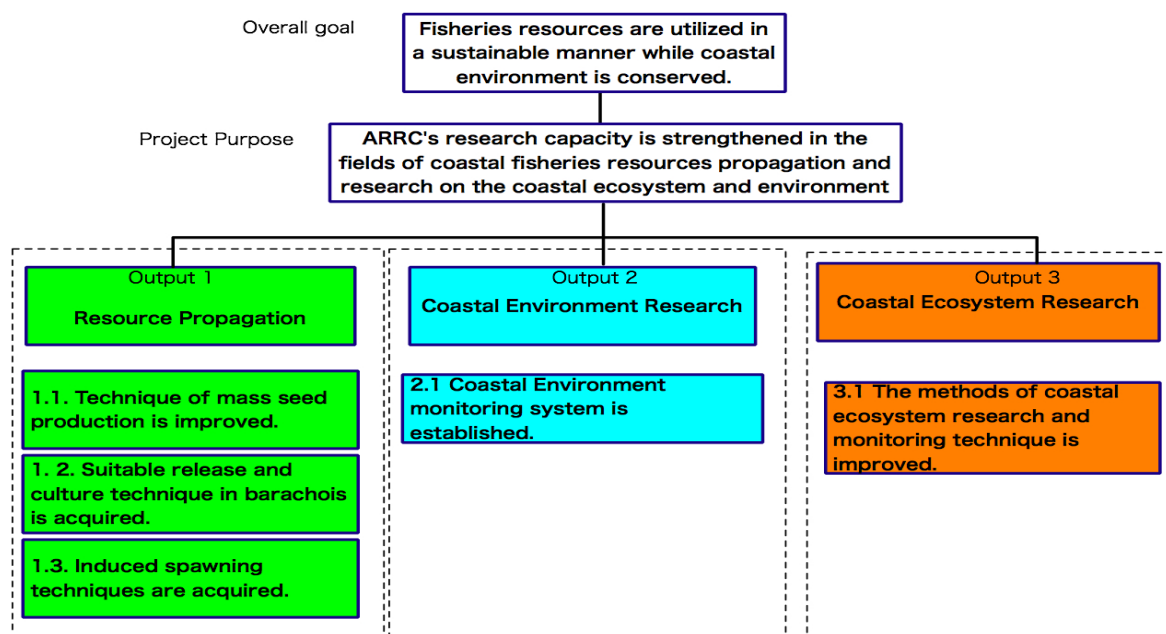 Overall goal
Fisheries resources are utilized in
a sustainable manner while coastal
environment is conserved.
Project Purpose
ARRC's research capacity is strengthened in the
fields of coastal fisheries resources propagation and
research on the coastal ecosystem and environment
Output 1
Resource Propagation
1.1. Technique of mass seed
production is improved.
1. 2. Suitable release and
culture technique in barachois
is acquired.
1.3. Induced spawning
techniques are acquired.
Output 2
Coastal Environment Research
2.1 Coastal Environment
monitoring system is
established.
Output 3
Coastal Ecosystem Research
3.1 The methods of coastal
ecosystem research and
monitoring technique is
improved.